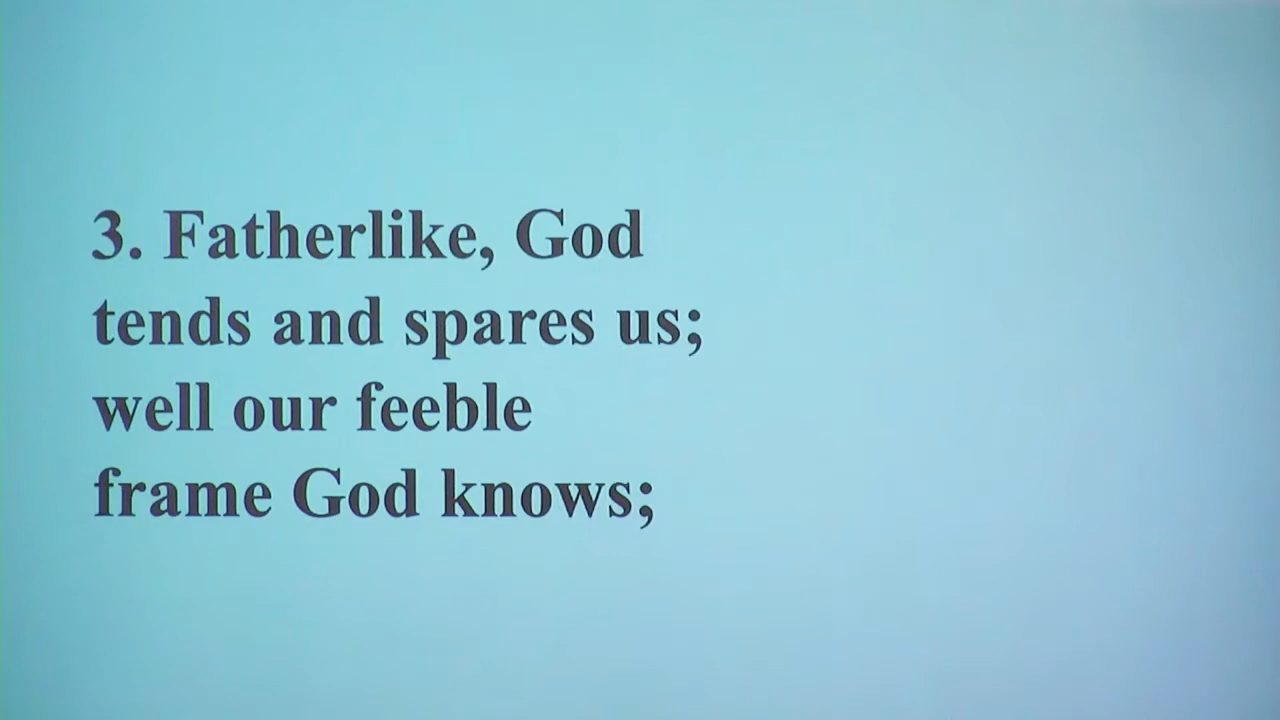 3. Fatherlike, God
tends and spares us;
well our feeble
frame God knows;